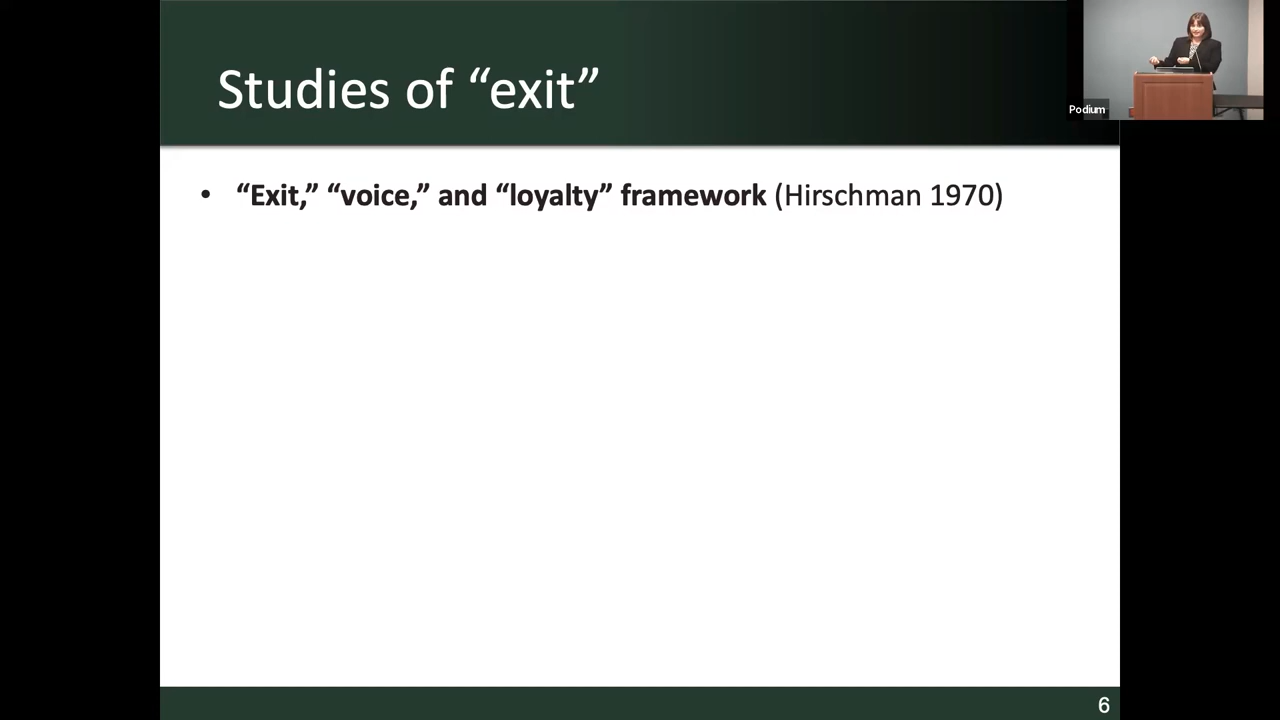 Studies of “exit”
Podium
• “Exit,” “voice,” and “loyalty” framework (Hirschman 1970)
6